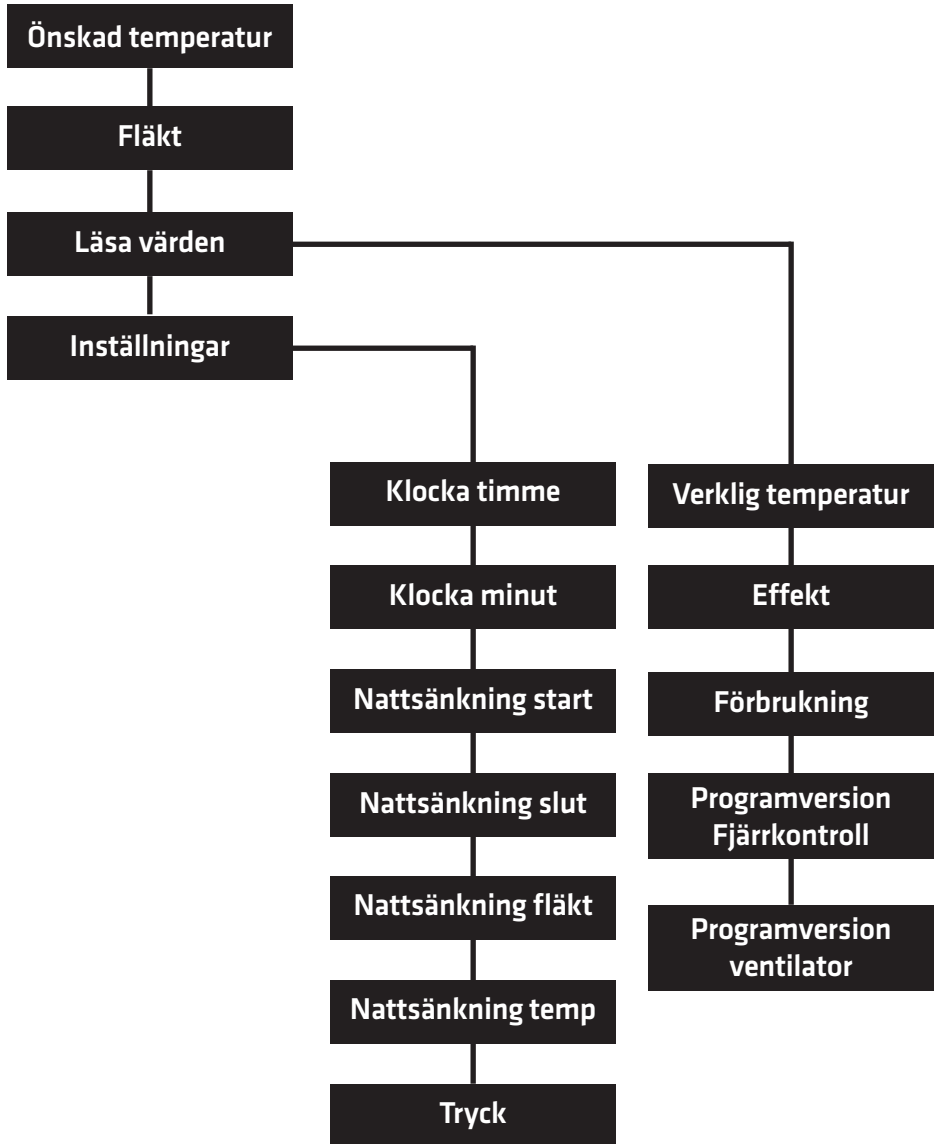 Önskad temperatur
Fläkt
Läsa värden
Inställningar
Klocka timme
Klocka minut
Nattsänkning start
Nattsänkning slut
Nattsänkning fläkt
Nattsänkning temp
Tryck
Verklig temperatur
Effekt
Förbrukning
Programversion
Fjärrkontroll
Programversion
ventilator